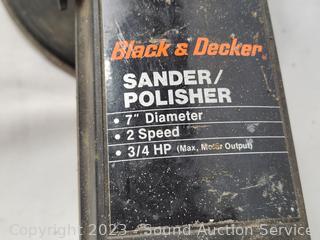 Black & Decker
SANDER/
POLISHER
• 7" Diameter
• 2 Speed
• 3/4 HP (Max, Motor Output)
Copyright 2023 - Sound Auction Service